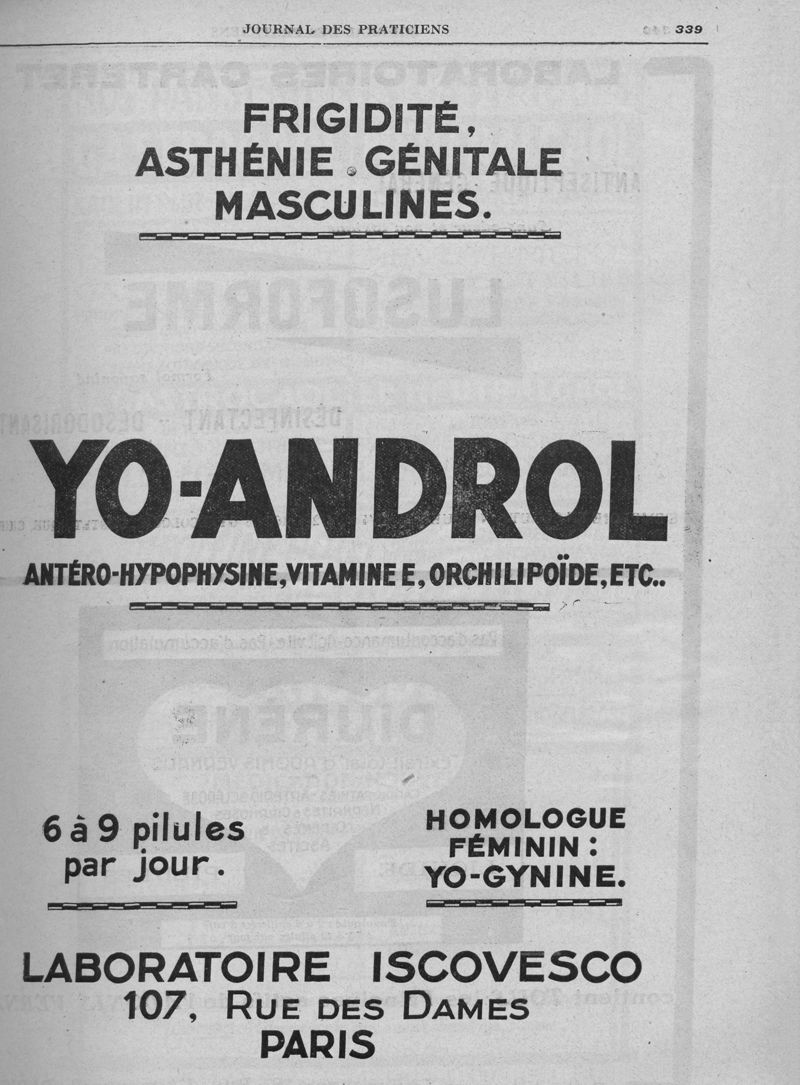 JOURNAL DES PRATICIENS 339
FRIGIDITÉ,
ASTHÉNIE GÉNITALE
MASCULINES.
YO-ANDROL
ANTÉRO-HYPOPHYSINE, VITAMINE E, ORCHILIPOÏDE, ETC..
6 à 9 pilules
par jour.
HOMOLOGUE
FÉMININ :
YO-GYNINE.
LABORATOIRE ISCOVESCO
107, RUE DES DAMES
PARIS